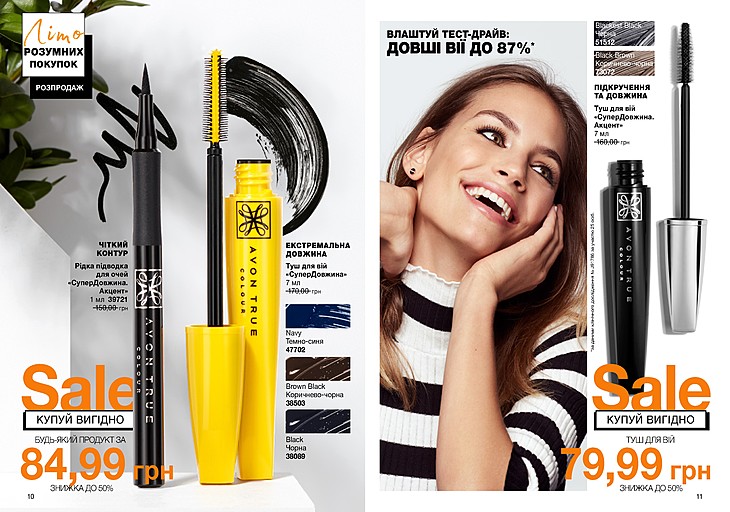 Літо
РОЗУМНИХ
ПОКУПОК
РОЗПРОДАЖ
ЧІТКИЙ
КОНТУР
Рідка підводка
для очей
«СуперДовжина.
Акцент»
1 мл 39721
150,00 грн
ЕКСТРЕМАЛЬНА
ДОВЖИНА
Туш для вій
«СуперДовжина»
7 мл
170,00 грн
Navy
Темно-синя
47702
Brown Black
Коричнево-чорна
38503
Black
Чорна
38089
AVON TRUE
COLOUR
AVON TRUE
COLOUR
Sale
КУПУЙ ВИГІДНО
БУДЬ-ЯКИЙ ПРОДУКТ ЗА
84,99 грн
ЗНИЖКА ДО 50%
10
ВЛАШТУЙ ТЕСТ-ДРАЙВ:
ДОВШІ ВІЇ ДО 87%*
Blackest Black
Чорна
51512
Black Brown
Коричнево-чорна
75072
ПІДКРУЧЕННЯ
ТА ДОВЖИНА
Туш для вій
«СуперДовжина.
Акцент»
7 мл
160,00 грн
AVON TRUE
COLOUR
Sale
КУПУЙ ВИГІДНО
ТУШ ДЛЯ ВІЙ
79,99 грн
ЗНИЖКА ДО 50%
11